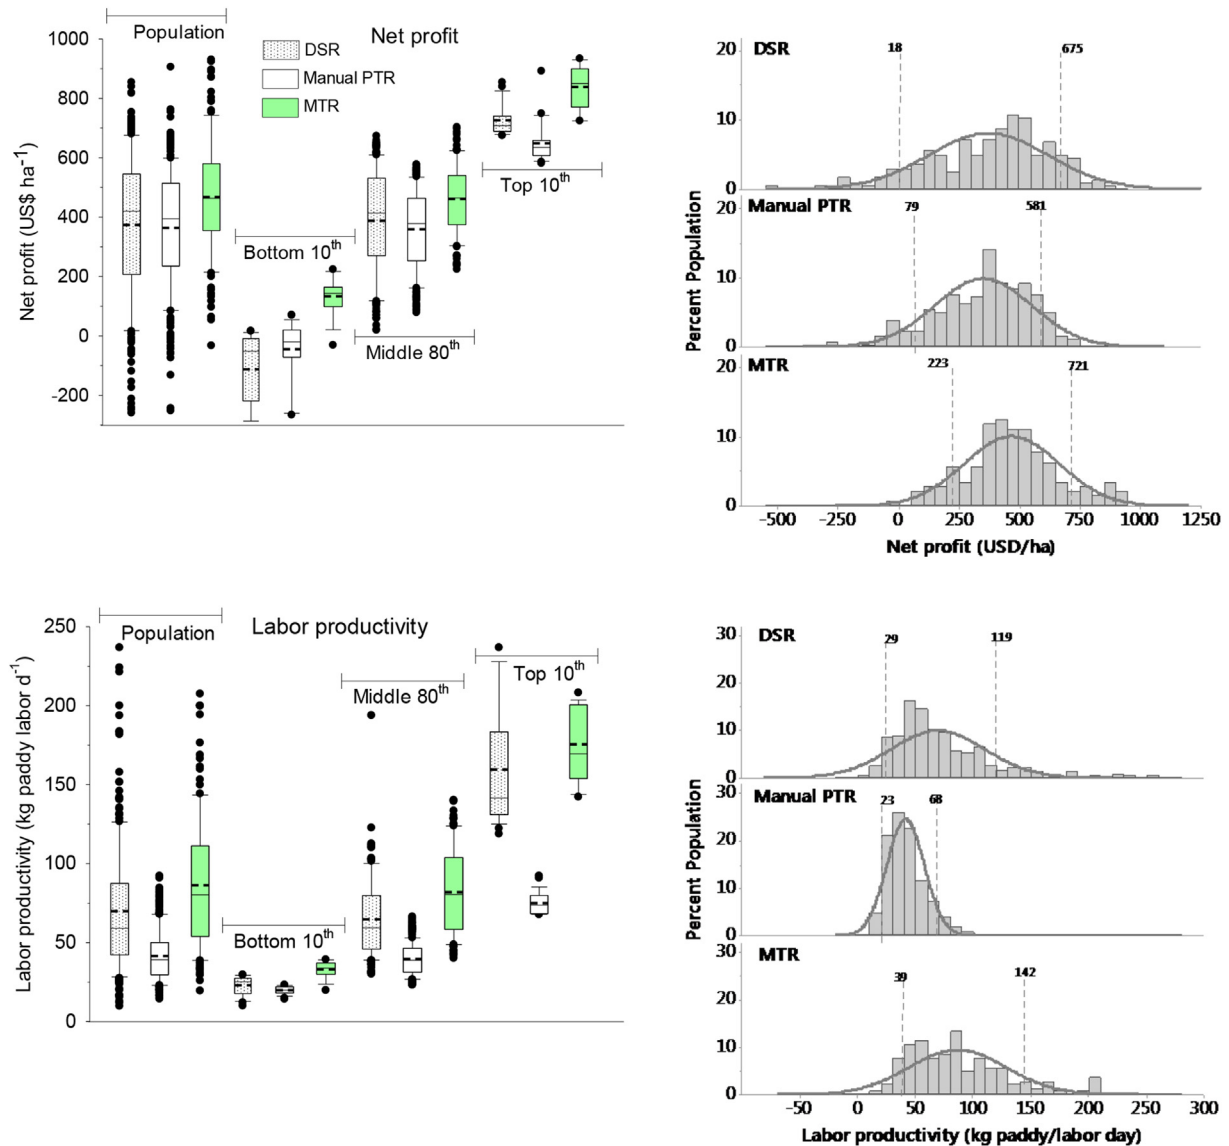 Population
Net profit
DSR
Manual PTR
MTR
Bottom 10th
Middle 80th
Top 10th
Net profit (US$ ha-1)
1000
800
600
400
200
0
-200
DSR
18
675
20
10
0
Manual PTR
79
581
20
10
0
MTR
223
721
20
10
0
Percent Population
-500 -250 0 250 500 750 1000 1250
Net profit (USD/ha)
Population
Labor productivity
Bottom 10th
Middle 80th
Top 10th
Labor productivity (kg paddy labor d-1)
250
200
150
100
50
0
DSR
29
119
30
20
10
0
Manual PTR
23
68
30
20
10
0
MTR
39
142
30
20
10
0
Percent Population
-50 0 50 100 150 200 250 300
Labor productivity (kg paddy/labor day)